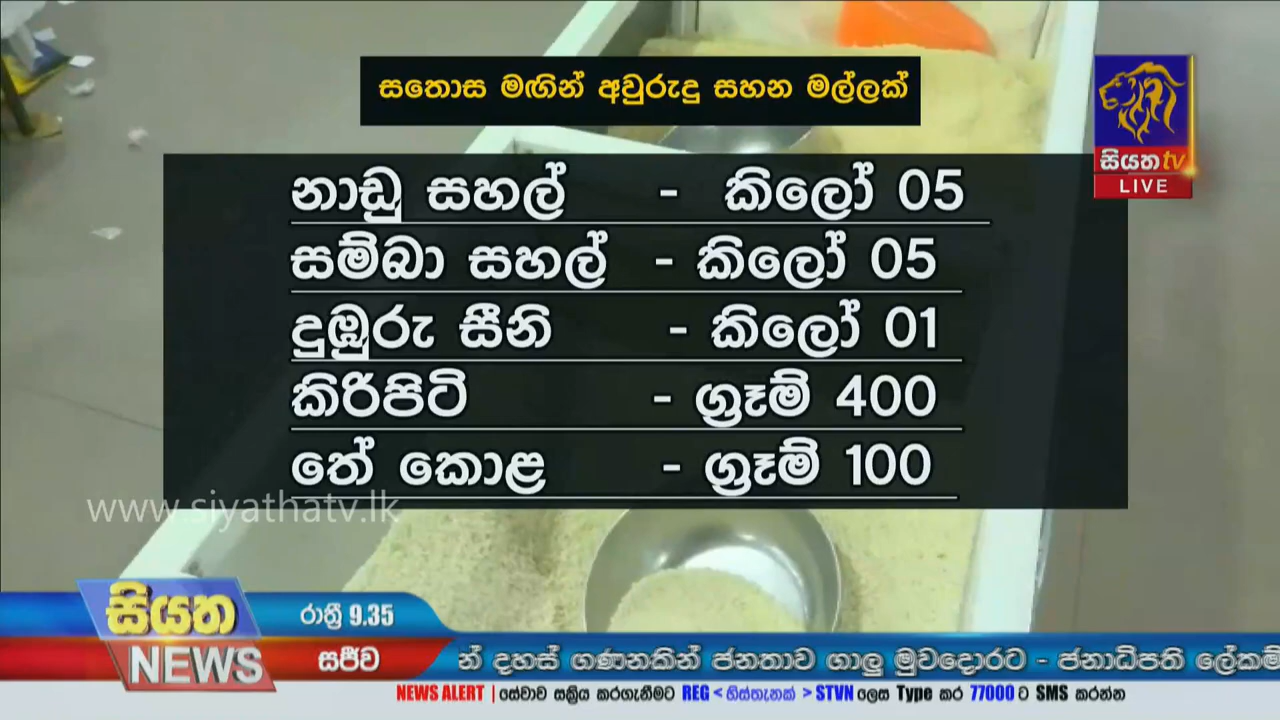 සතොස මඟින් අවුරුදු සහන මල්ලක්
සියත tv
LIVE
නාඩු සහල් - කිලෝ 05
සම්බා සහල් - කිලෝ 05
දුඹුරු සීනි - කිලෝ 01
කිරිපිටි - ග්‍රෑම් 400
තේ කොළ - ග්‍රෑම් 100
www.siyathatv.lk
සියත
NEWS
රාත්‍රී 9.35
සජීව
න් දහස් ගණනකින් ජනතාව ගාලු මුවදොරට - ජනාධිපති ලේකම්
NEWS ALERT | සේවාව සක්‍රිය කරගැනීමට REG < හිස්තැනක් > STVN ලෙස Type කර 77000 ට SMS කරන්න